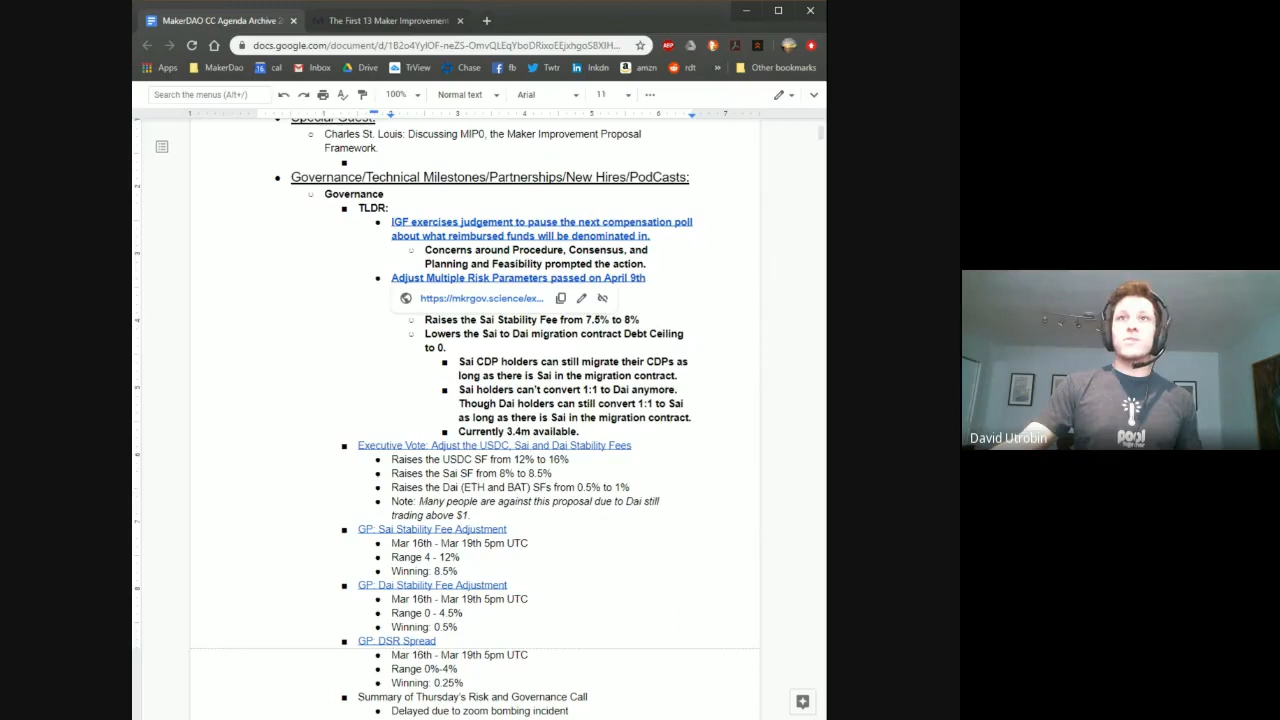 MakerDAO CC Agenda Archive 2
The First 13 Maker Improvement
docs.google.com/document/d/1B2o4YylOF-neZS-OmvQLEqYboDRixoEEjxhgoS8XlH...
Apps
MakerDao
cal
Inbox
Drive
TrView
Chase
fb
Twtr
lnkdn
amzn
rdt
»
Other bookmarks
Search the menus (Alt+/)
100%
Normal text
Arial
11
Special Guest:
Charles St. Louis: Discussing MIP0, the Maker Improvement Proposal
Framework.
Governance/Technical Milestones/Partnerships/New Hires/PodCasts:
Governance
TLDR:
IGF exercises judgement to pause the next compensation poll
about what reimbursed funds will be denominated in.
Concerns around Procedure, Consensus, and
Planning and Feasibility prompted the action.
Adjust Multiple Risk Parameters passed on April 9th
https://mkrgov.science/ex...
Raises the Sai Stability Fee from 7.5% to 8%
Lowers the Sai to Dai migration contract Debt Ceiling
to 0.
Sai CDP holders can still migrate their CDPs as
long as there is Sai in the migration contract.
Sai holders can't convert 1:1 to Dai anymore.
Though Dai holders can still convert 1:1 to Sai
as long as there is Sai in the migration contract.
Currently 3.4m available.
Executive Vote: Adjust the USDC, Sai and Dai Stability Fees
Raises the USDC SF from 12% to 16%
Raises the Sai SF from 8% to 8.5%
Raises the Dai (ETH and BAT) SFs from 0.5% to 1%
Note: Many people are against this proposal due to Dai still
trading above $1.
GP: Sai Stability Fee Adjustment
Mar 16th - Mar 19th 5pm UTC
Range 4 - 12%
Winning: 8.5%
GP: Dai Stability Fee Adjustment
Mar 16th - Mar 19th 5pm UTC
Range 0 - 4.5%
Winning: 0.5%
GP: DSR Spread
Mar 16th - Mar 19th 5pm UTC
Range 0%-4%
Winning: 0.25%
Summary of Thursday's Risk and Governance Call
Delayed due to zoom bombing incident
David Utrobin
pool